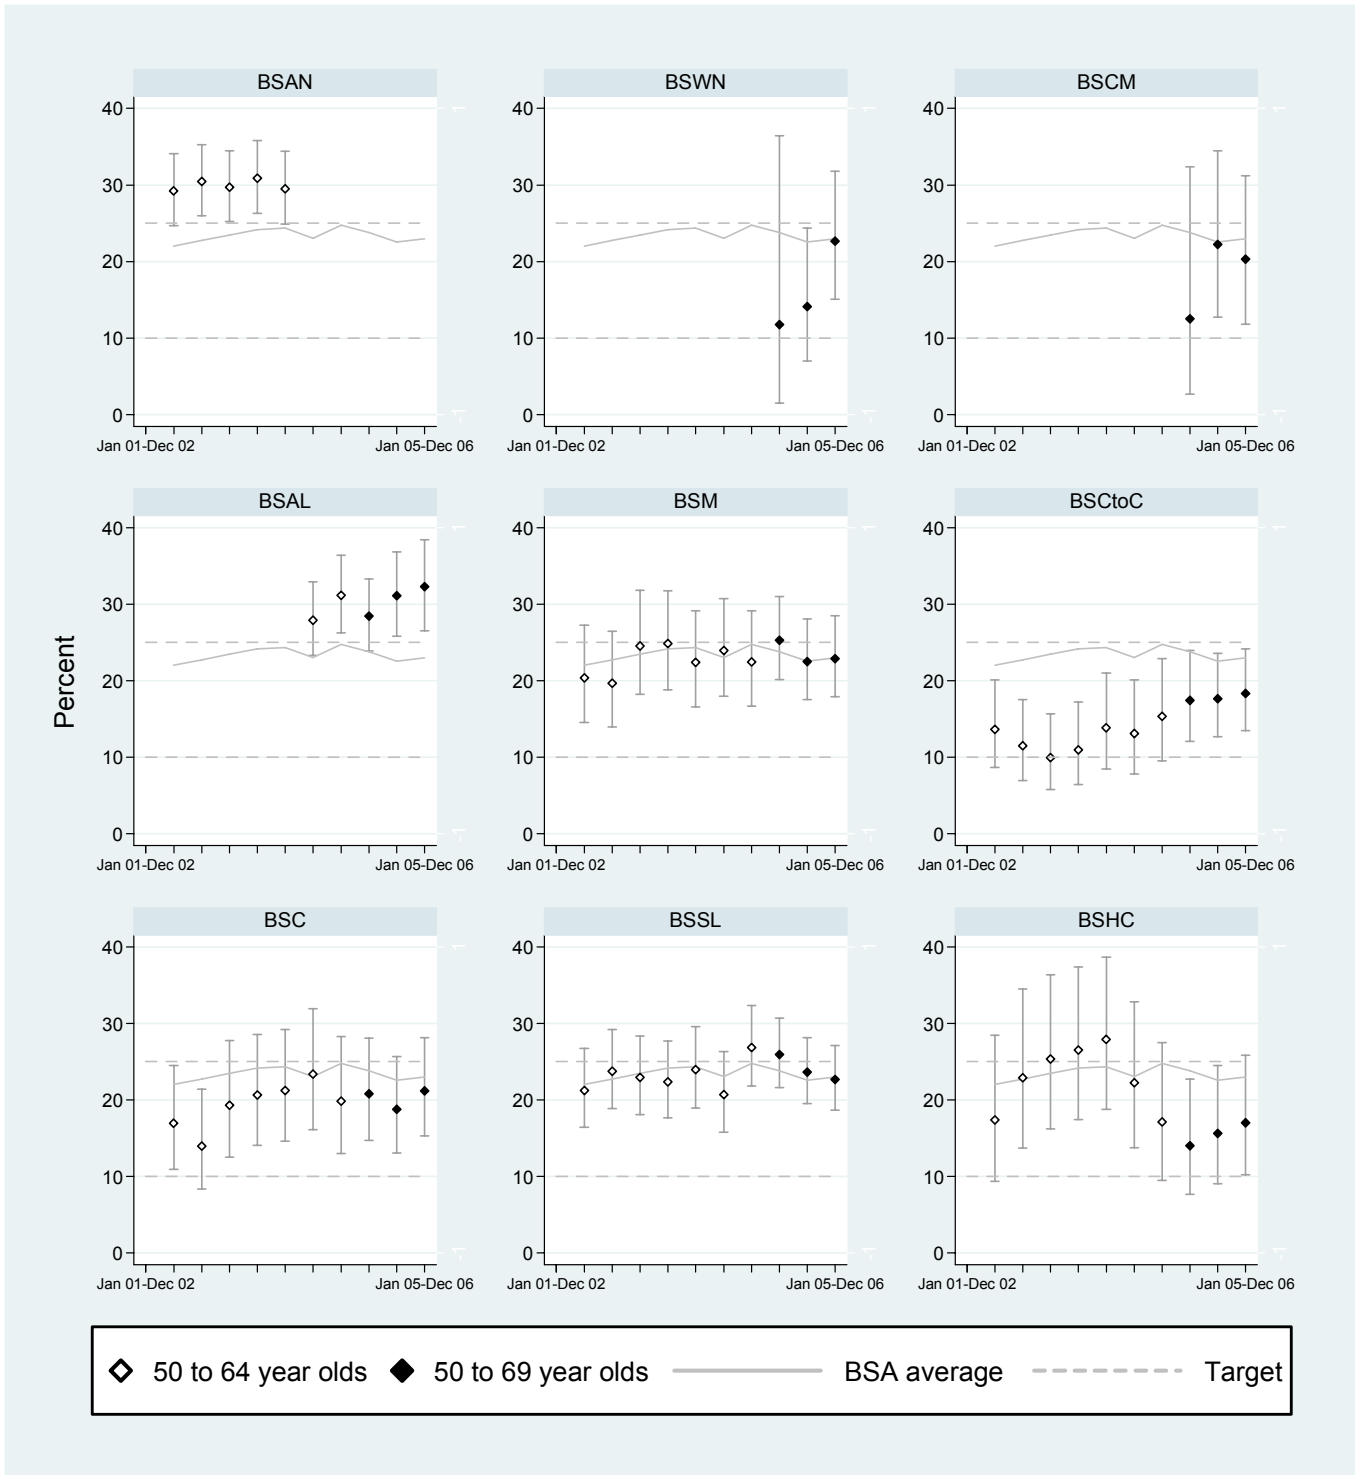 BSAN
BSWN
BSCM
40
30
20
10
0
Jan 01-Dec 02
Jan 05-Dec 06
40
30
20
10
0
Jan 01-Dec 02
Jan 05-Dec 06
40
30
20
10
0
Jan 01-Dec 02
Jan 05-Dec 06
Percent
BSAL
BSM
BSCtoC
40
30
20
10
0
Jan 01-Dec 02
Jan 05-Dec 06
40
30
20
10
0
Jan 01-Dec 02
Jan 05-Dec 06
40
30
20
10
0
Jan 01-Dec 02
Jan 05-Dec 06
BSC
BSSL
BSHC
40
30
20
10
0
Jan 01-Dec 02
Jan 05-Dec 06
40
30
20
10
0
Jan 01-Dec 02
Jan 05-Dec 06
40
30
20
10
0
Jan 01-Dec 02
Jan 05-Dec 06
50 to 64 year olds
50 to 69 year olds
BSA average
Target